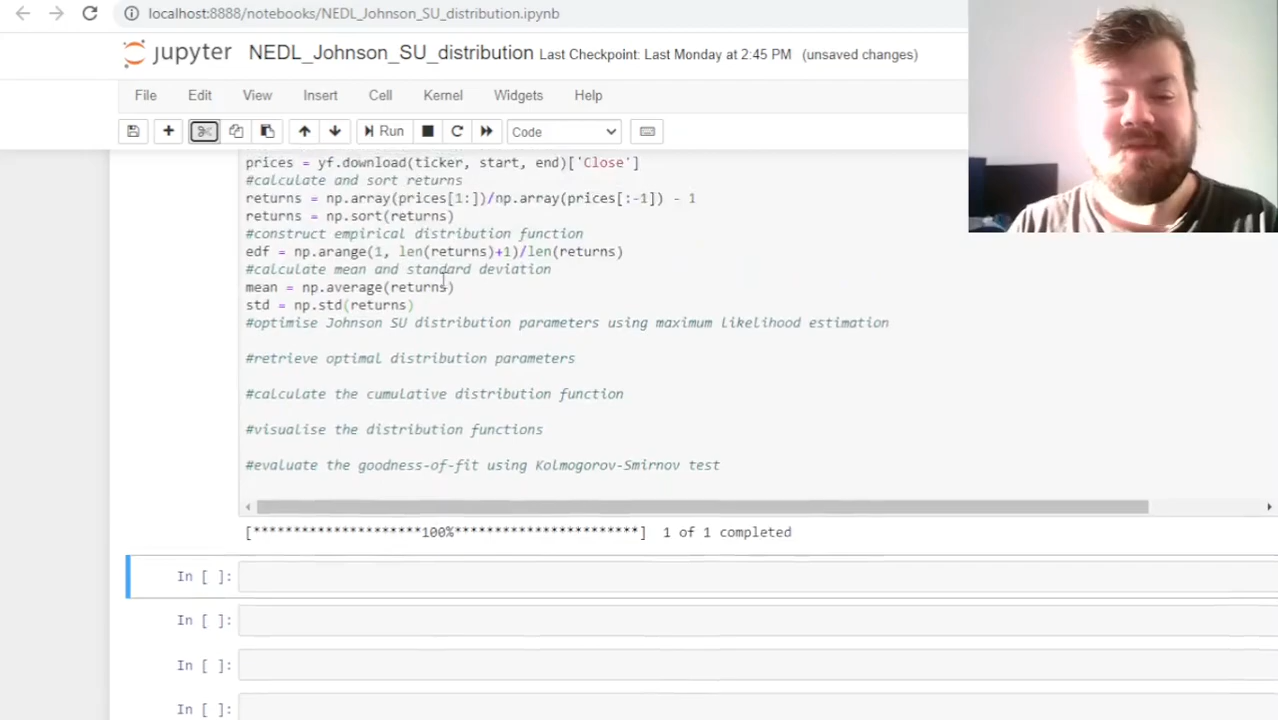 localhost:8888/notebooks/NEDL_Johnson_SU_distribution.ipynb
jupyter NEDL_Johnson_SU_distribution Last Checkpoint: Last Monday at 2:45 PM (unsaved changes)
File Edit View Insert Cell Kernel Widgets Help
Run Code
prices = yf.download(ticker, start, end)['Close']
#calculate and sort returns
returns = np.array(prices[1:])/np.array(prices[:-1]) - 1
returns = np.sort(returns)
#construct empirical distribution function
edf = np.arange(1, len(returns)+1)/len(returns)
#calculate mean and standard deviation
mean = np.average(returns)
std = np.std(returns)
#optimise Johnson SU distribution parameters using maximum likelihood estimation
#retrieve optimal distribution parameters
#calculate the cumulative distribution function
#visualise the distribution functions
#evaluate the goodness-of-fit using Kolmogorov-Smirnov test
[*********************100%***********************] 1 of 1 completed
In [ ]:
In [ ]:
In [ ]:
In [ ]: